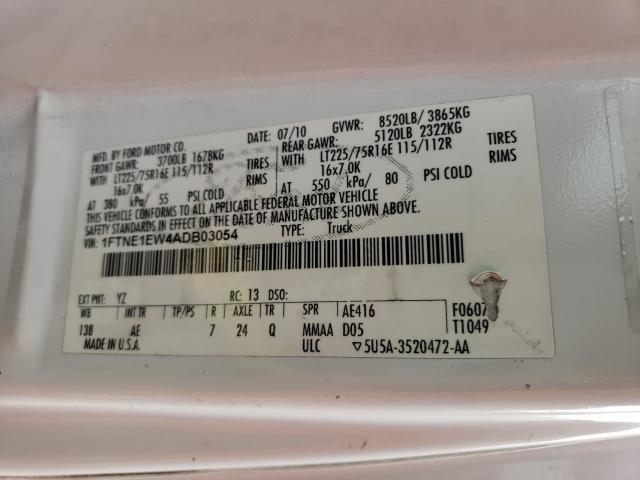 MFD. BY FORD MOTOR CO. DATE: 07/10 GVWR: 8520LB/ 3865KG
FRONT GAWR: 3700LB 1678KG REAR GAWR: 5120LB 2322KG
WITH LT225/75R16E 115/112R TIRES WITH LT225/75R16E 115/112R TIRES
16x7.0K RIMS 16x7.0K RIMS
AT 380 kPa/ 55 PSI COLD AT 550 kPa/ 80 PSI COLD
THIS VEHICLE CONFORMS TO ALL APPLICABLE FEDERAL MOTOR VEHICLE
SAFETY STANDARDS IN EFFECT ON THE DATE OF MANUFACTURE SHOWN ABOVE.
VIN: 1FTNE1EW4ADB03054 TYPE: Truck
EXT PNT: YZ RC: 13 DSO:
WB INT TR TP/PS R AXLE TR SPR AE416 F0607
138 AE 7 24 Q MMAA D05 T1049
ULC ▽5U5A-3520472-AA